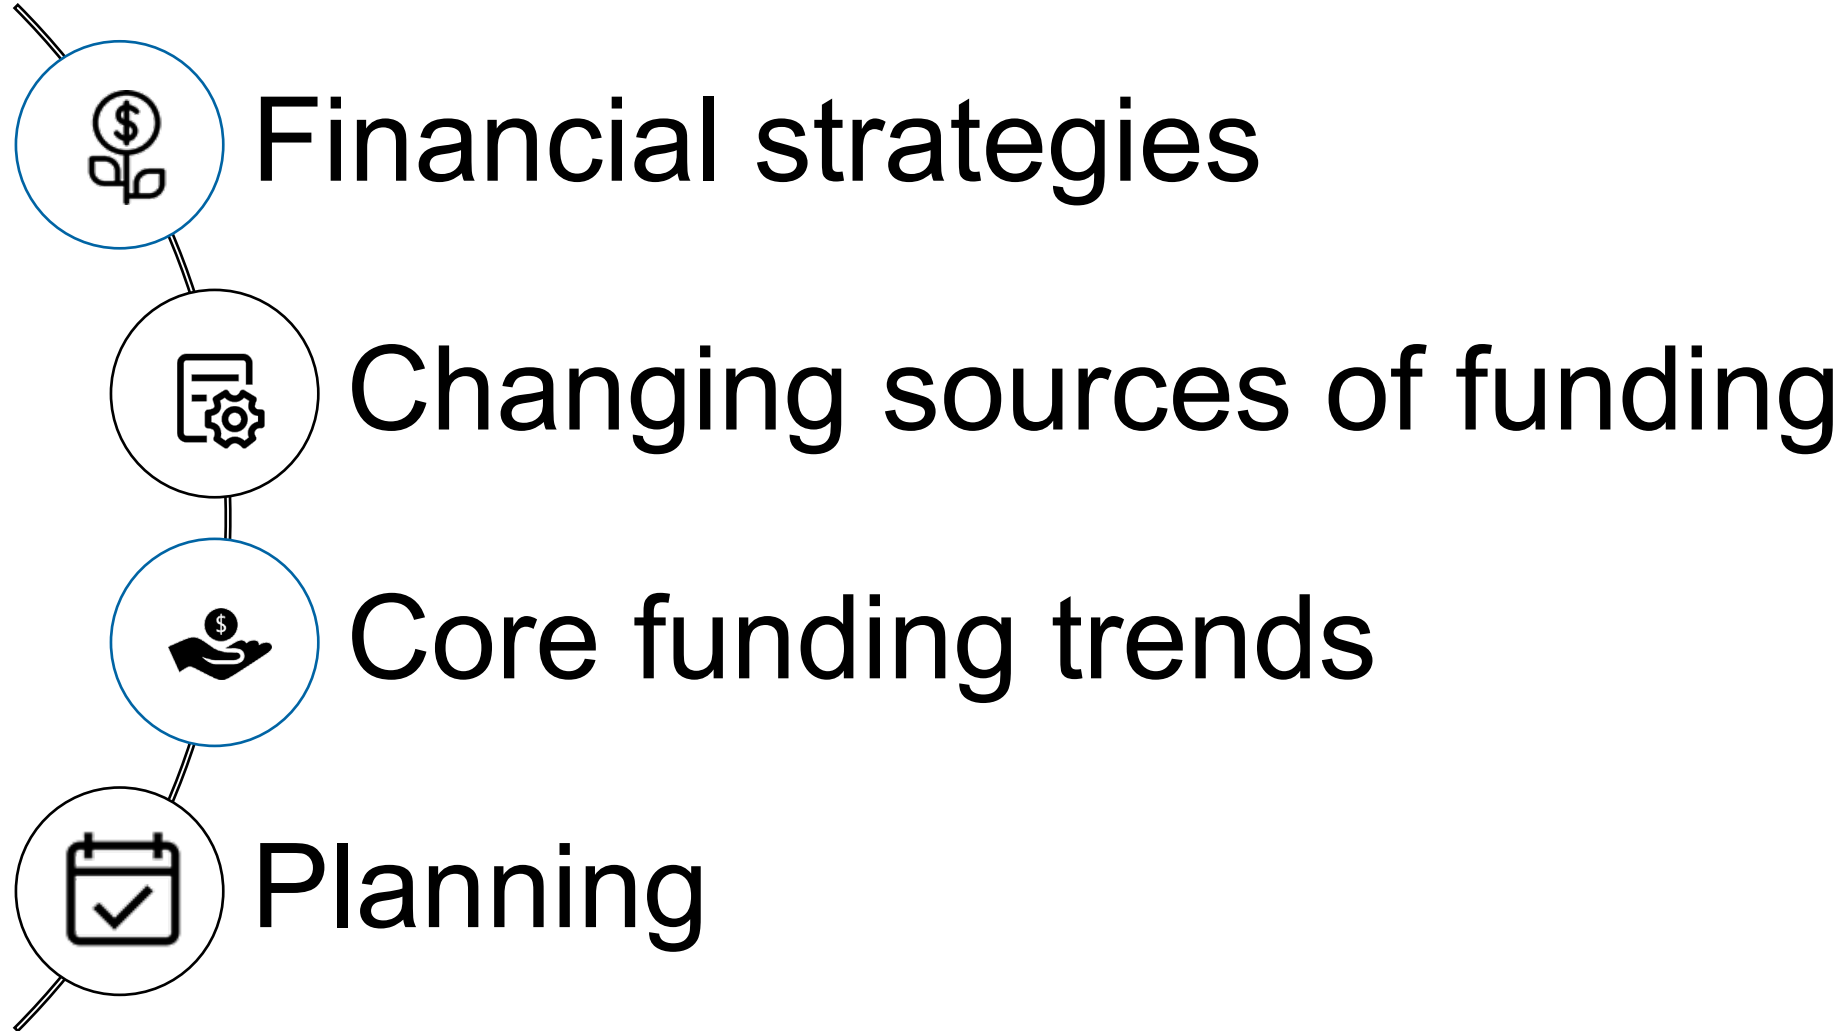 Financial strategies
Changing sources of funding
Core funding trends
Planning